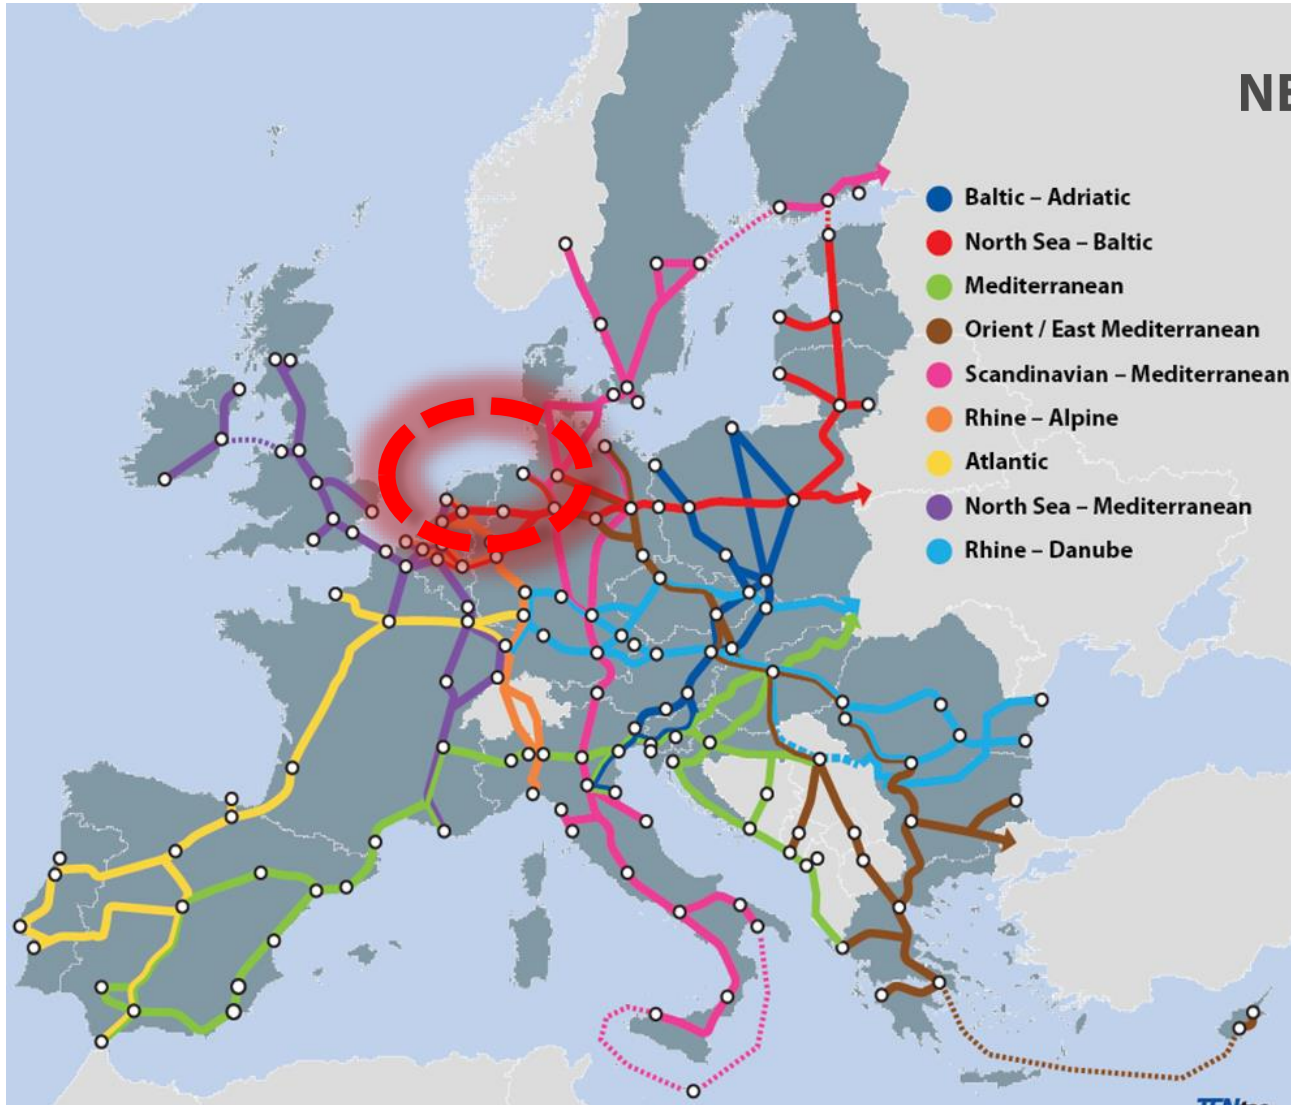 Baltic – Adriatic
North Sea – Baltic
Mediterranean
Orient / East Mediterranean
Scandinavian – Mediterranean
Rhine – Alpine
Atlantic
North Sea – Mediterranean
Rhine – Danube